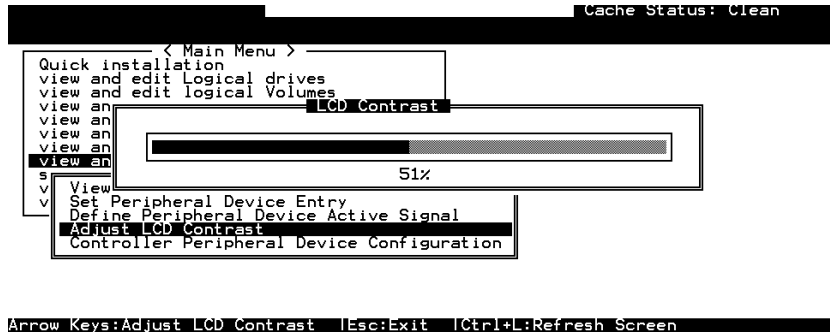 Cache Status: Clean
< Main Menu >
Quick installation
view and edit Logical drives
view and edit logical Volumes
view an
LCD Contrast
view an
view an
view an
view an
51%
s
v View
v Set Peripheral Device Entry
Define Peripheral Device Active Signal
Adjust LCD Contrast
Controller Peripheral Device Configuration
Arrow Keys:Adjust LCD Contrast |Esc:Exit |Ctrl+L:Refresh Screen